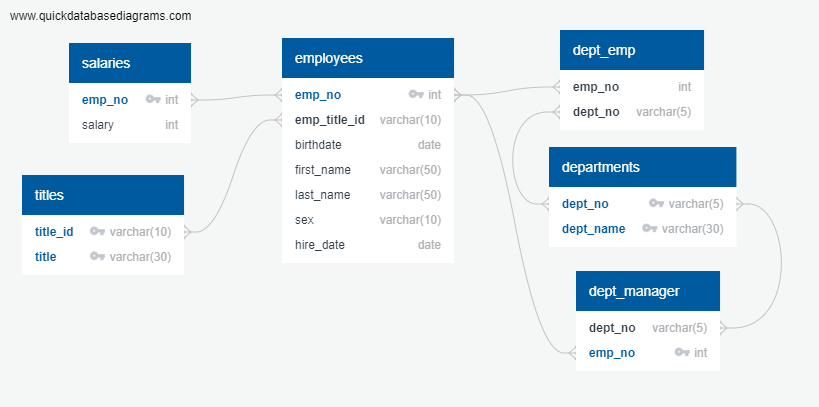 www.quickdatabasediagrams.com
salaries
emp_no int
salary int
titles
title_id varchar(10)
title varchar(30)
employees
emp_no int
emp_title_id varchar(10)
birthdate date
first_name varchar(50)
last_name varchar(50)
sex varchar(10)
hire_date date
dept_emp
emp_no int
dept_no varchar(5)
departments
dept_no varchar(5)
dept_name varchar(30)
dept_manager
dept_no varchar(5)
emp_no int